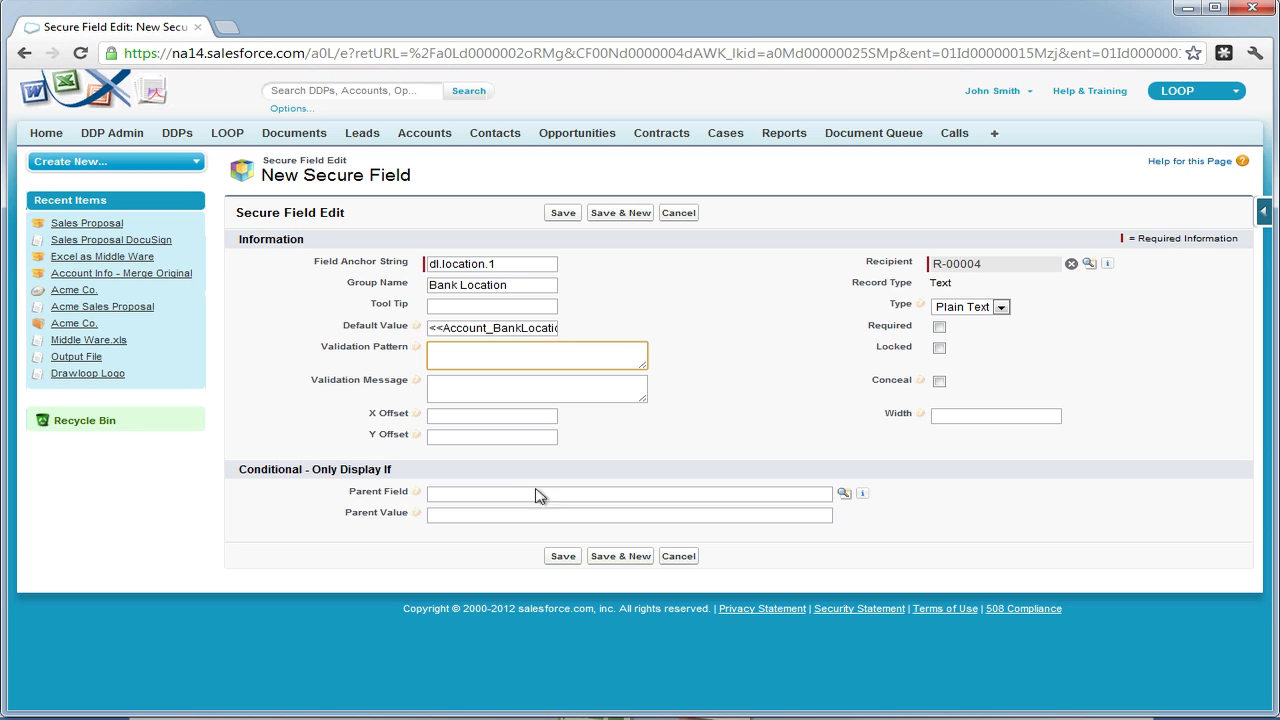 Secure Field Edit: New Secu
https://na14.salesforce.com/a0L/e?retURL=%2Fa0Ld0000002oRMg&CF00Nd0000004dAWK_lkid=
Search DDPs, Accounts, Op...
Search
Options...
John Smith
Help & Training
LOOP
Home DDP Admin DDPs LOOP Documents Leads Accounts Contacts Opportunities Contracts Cases Reports Document Queue Calls +
Create New...
Recent Items
Sales Proposal
Sales Proposal DocuSign
Excel as Middle Ware
Account Info - Merge Original
Acme Co.
Acme Sales Proposal
Acme Co.
Middle Ware.xls
Output File
Drawloop Logo
Recycle Bin
Secure Field Edit
New Secure Field
Help for this Page ?
Secure Field Edit Save Save & New Cancel
Information
= Required Information
Field Anchor String dl.location.1
Recipient R-00004
Group Name Bank Location
Record Type Text
Tool Tip
Type Plain Text
Default Value <<Account_BankLocatio
Required
Validation Pattern
Locked
Validation Message
Conceal
X Offset
Width
Y Offset
Conditional - Only Display If
Parent Field
Parent Value
Save Save & New Cancel
Copyright © 2000-2012 salesforce.com, inc. All rights reserved. | Privacy Statement | Security Statement | Terms of Use | 508 Compliance